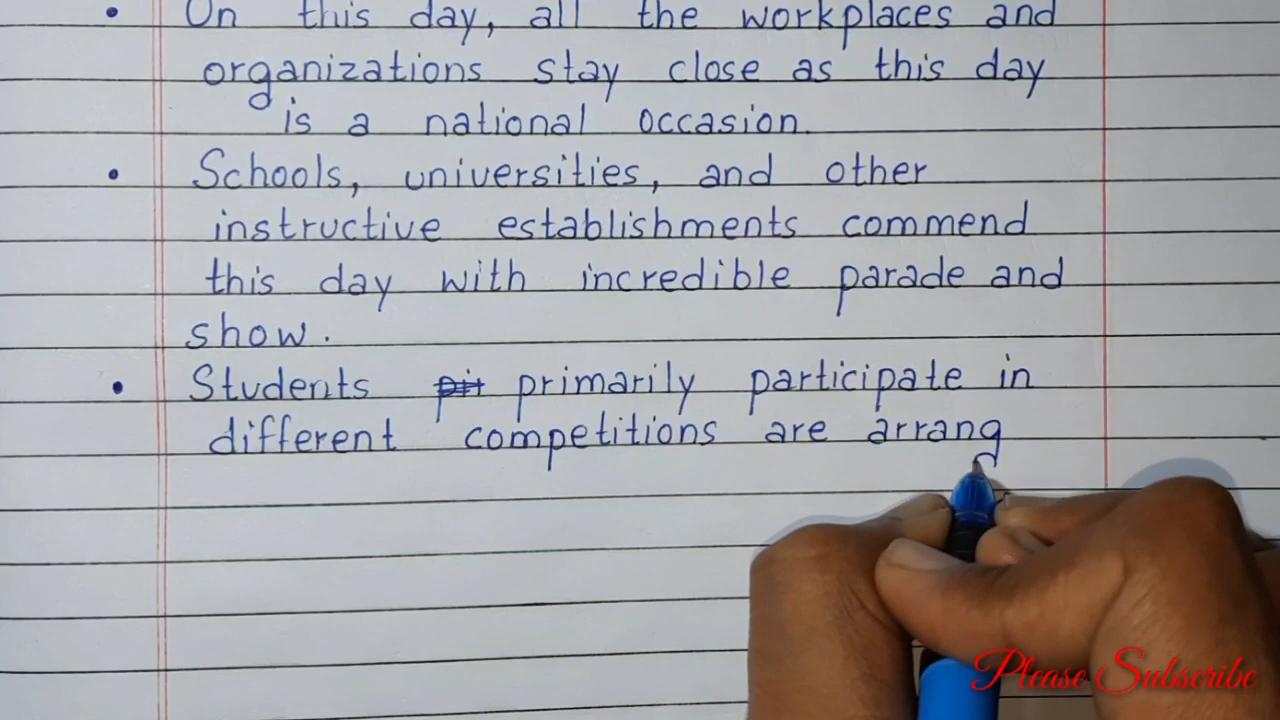 • On this day, all the workplaces and
organizations stay close as this day
is a national occasion.
• Schools, universities, and other
instructive establishments commend
this day with incredible parade and
show.
• Students primarily participate in
different competitions are arrang
Please Subscribe